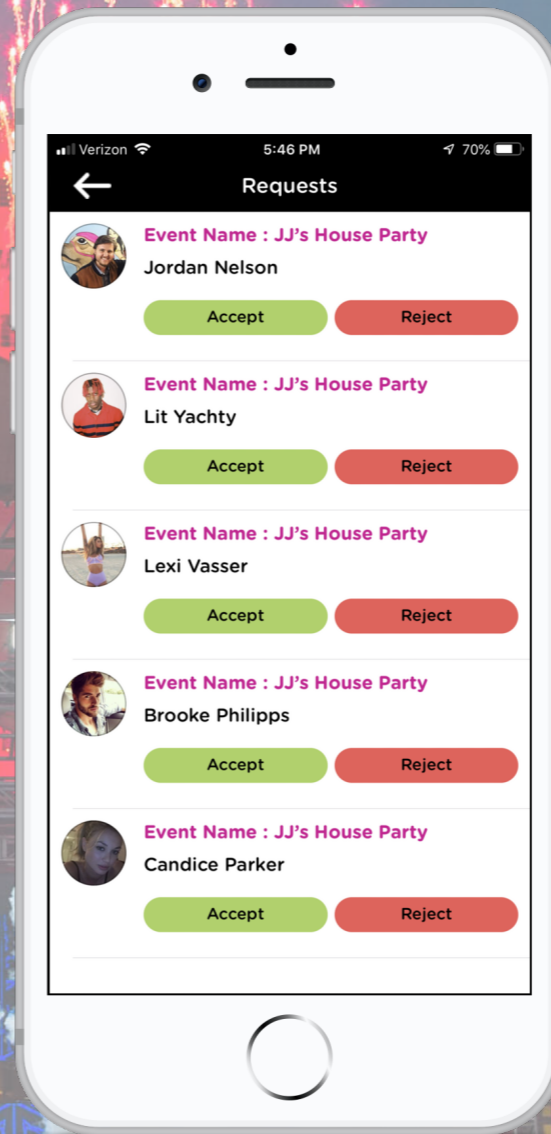 Verizon 5:46 PM 70%
Requests
Event Name : JJ's House Party
Jordan Nelson
Accept Reject
Event Name : JJ's House Party
Lit Yachty
Accept Reject
Event Name : JJ's House Party
Lexi Vasser
Accept Reject
Event Name : JJ's House Party
Brooke Philipps
Accept Reject
Event Name : JJ's House Party
Candice Parker
Accept Reject